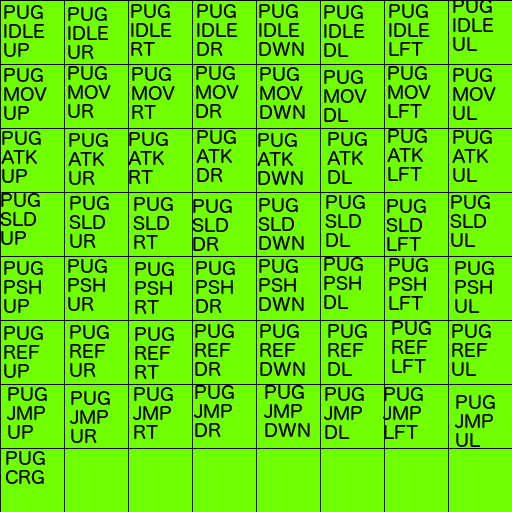 PUG PUG PUG PUG PUG PUG PUG PUG
IDLE IDLE IDLE IDLE IDLE IDLE IDLE IDLE
UP UR RT DR DWN DL LFT UL
PUG PUG PUG PUG PUG PUG PUG PUG
MOV MOV MOV MOV MOV MOV MOV MOV
UP UR RT DR DWN DL LFT UL
PUG PUG PUG PUG PUG PUG PUG PUG
ATK ATK ATK ATK ATK ATK ATK ATK
UP UR RT DR DWN DL LFT UL
PUG PUG PUG PUG PUG PUG PUG PUG
SLD SLD SLD SLD SLD SLD SLD SLD
UP UR RT DR DWN DL LFT UL
PUG PUG PUG PUG PUG PUG PUG PUG
PSH PSH PSH PSH PSH PSH PSH PSH
UP UR RT DR DWN DL LFT UL
PUG PUG PUG PUG PUG PUG PUG PUG
REF REF REF REF REF REF REF REF
UP UR RT DR DWN DL LFT UL
PUG PUG PUG PUG PUG PUG PUG PUG
JMP JMP JMP JMP JMP JMP JMP JMP
UP UR RT DR DWN DL LFT UL
PUG
CRG